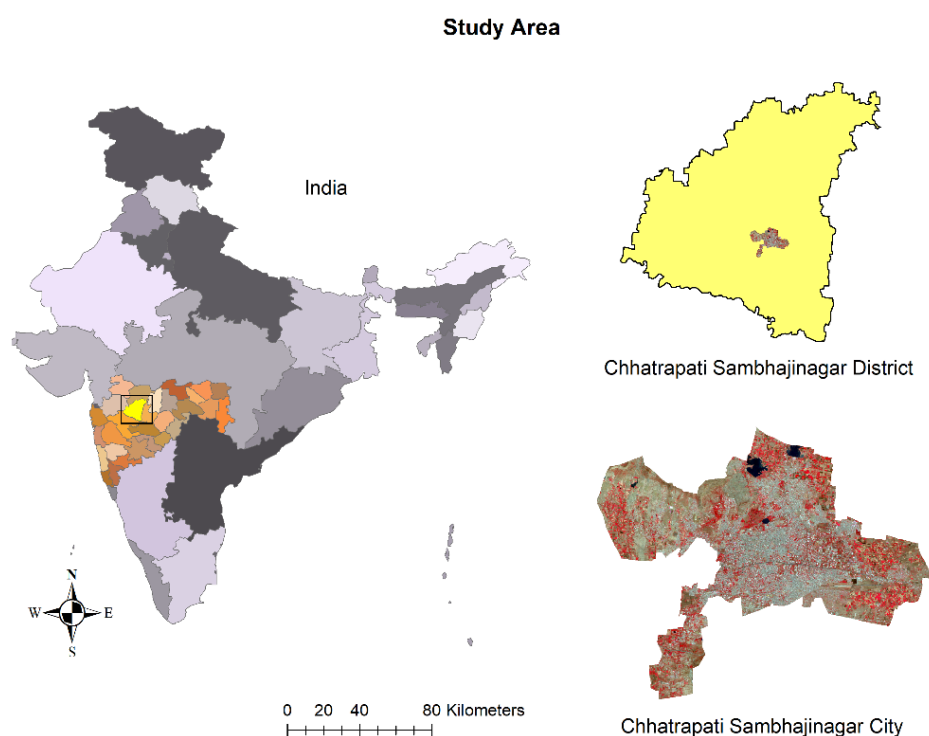 Study Area
India
Chhatrapati Sambhajinagar District
N
W E
S
0 20 40 80 Kilometers
Chhatrapati Sambhajinagar City